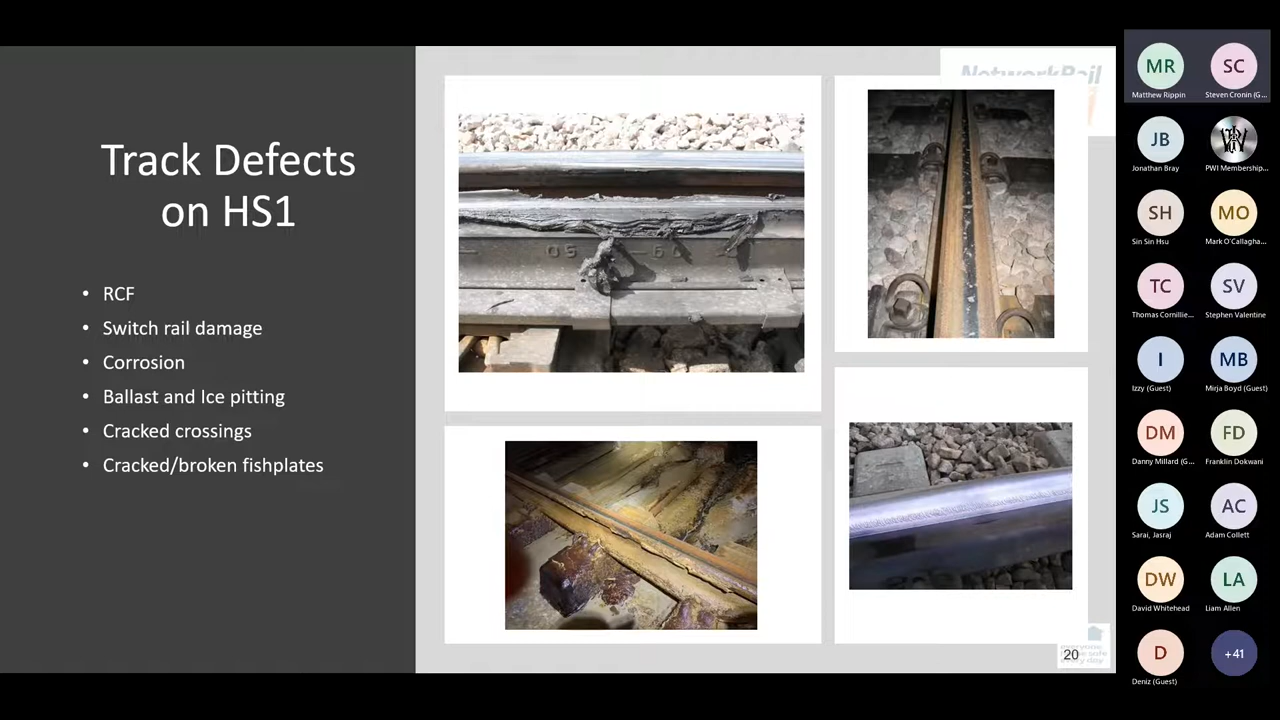 Track Defects
on HS1
• RCF
• Switch rail damage
• Corrosion
• Ballast and Ice pitting
• Cracked crossings
• Cracked/broken fishplates
NetworkRail
20
MR
Matthew Rippin
SC
Steven Cronin (G...
JB
Jonathan Bray
PWI Membership...
SH
Sin Sin Hsu
MO
Mark O'Callagha...
TC
Thomas Cornillie...
SV
Stephen Valentine
I
Izzy (Guest)
MB
Mirja Boyd (Guest)
DM
Danny Millard (G...
FD
Franklin Dokwani
JS
Sarai, Jasraj
AC
Adam Collett
DW
David Whitehead
LA
Liam Allen
D
Deniz (Guest)
+41